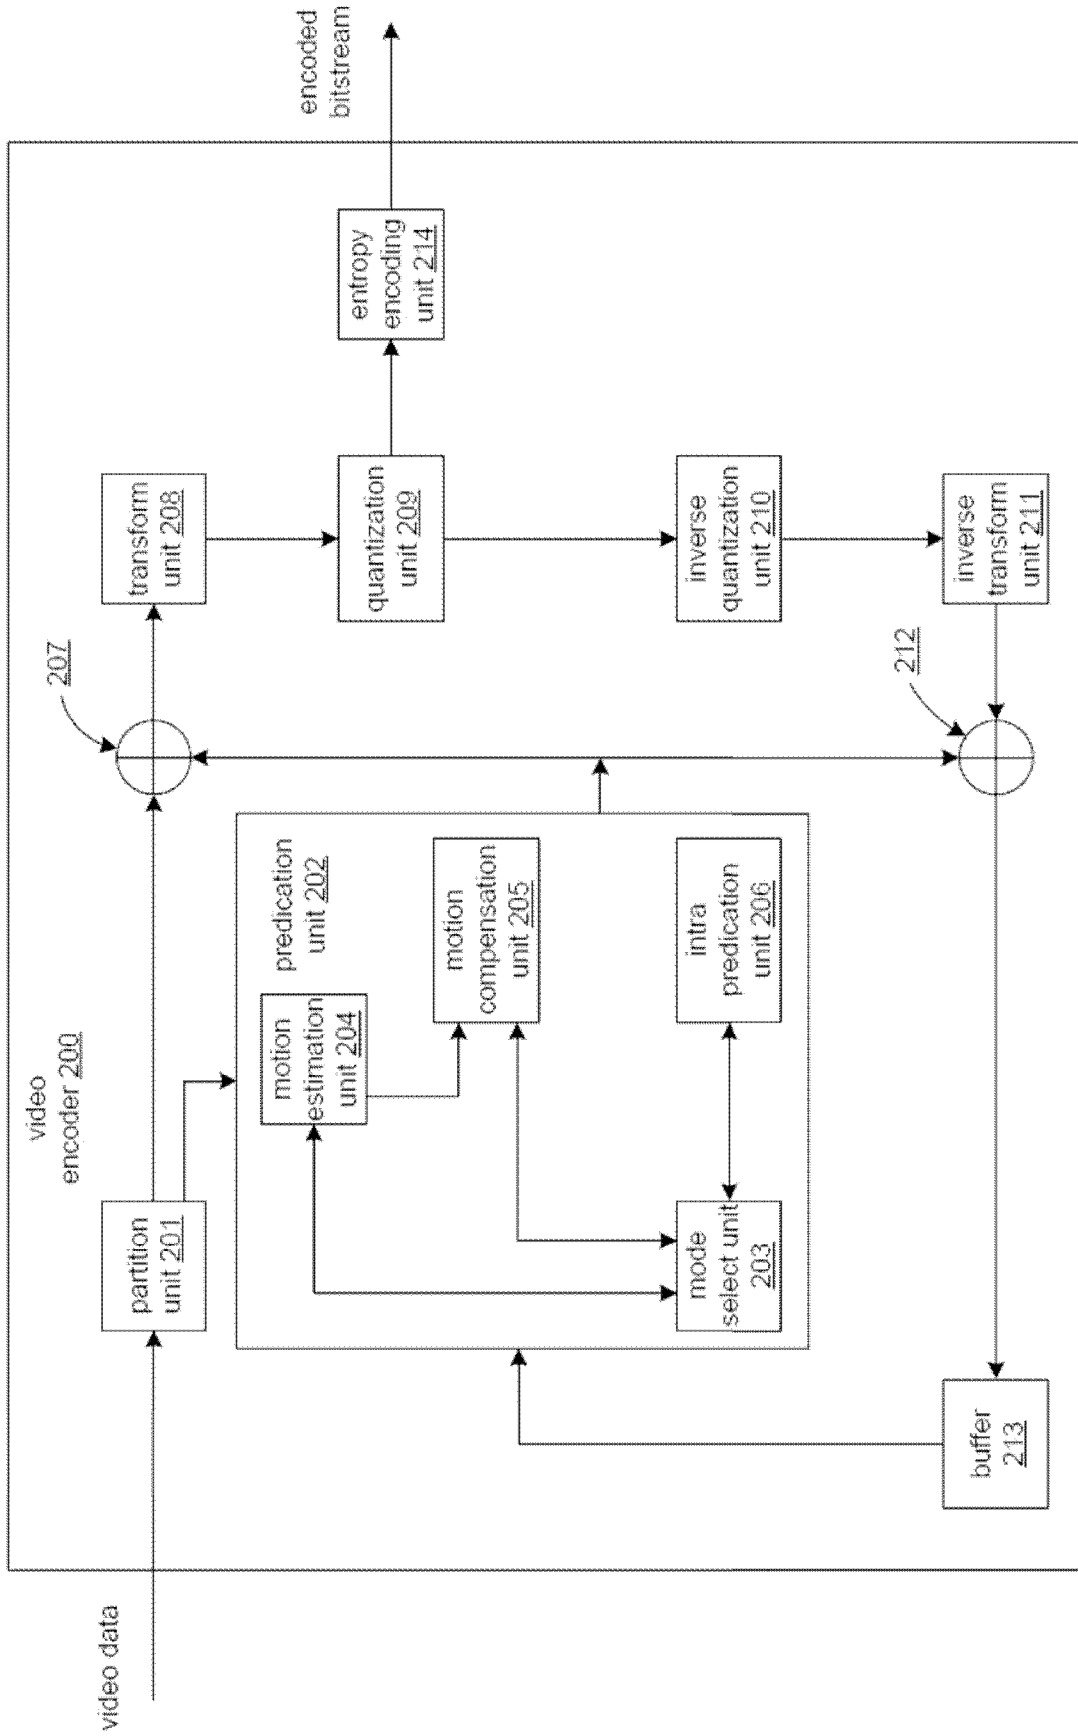 video data
video
encoder 200
partition
unit 201
207
transform
unit 208
predication
unit 202
motion
estimation
unit 204
motion
compensation
unit 205
mode
select unit
203
intra
predication
unit 206
quantization
unit 209
entropy
encoding
unit 214
encoded
bitstream
inverse
quantization
unit 210
buffer
213
212
inverse
transform
unit 211